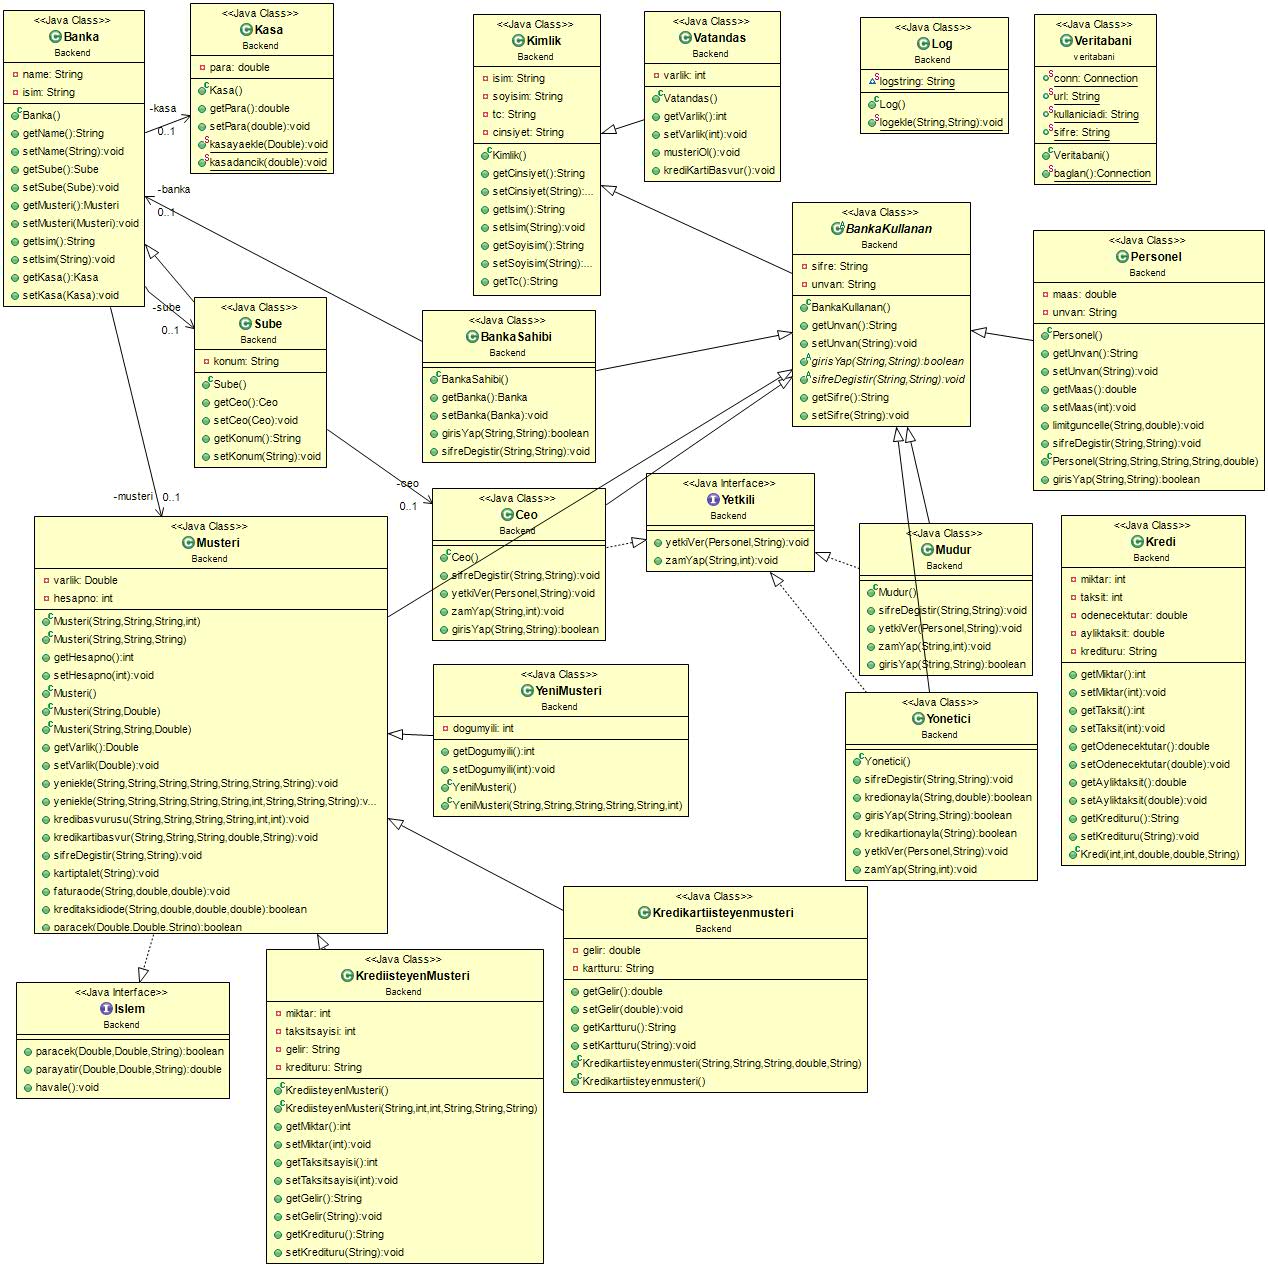 <<Java Class>>
Banka
Backend
name: String
isim: String
Banka()
getName():String
setName(String):void
getSube():Sube
setSube(Sube):void
getMusteri():Musteri
setMusteri(Musteri):void
getIsim():String
setIsim(String):void
getKasa():Kasa
setKasa(Kasa):void
-kasa
0..1
-banka
0..1
-sube
0..1
-musteri
0..1
<<Java Class>>
Kasa
Backend
para: double
Kasa()
getPara():double
setPara(double):void
kasayaekle(Double):void
kasadancik(double):void
<<Java Class>>
Kimlik
Backend
isim: String
soyisim: String
tc: String
cinsiyet: String
Kimlik()
getCinsiyet():String
setCinsiyet(String):...
getIsim():String
setIsim(String):void
getSoyisim():String
setSoyisim(String):...
getTc():String
<<Java Class>>
Vatandas
Backend
varlik: int
Vatandas()
getVarlik():int
setVarlik(int):void
musteriOl():void
krediKartiBasvur():void
<<Java Class>>
Log
Backend
logstring: String
Log()
logekle(String,String):void
<<Java Class>>
Veritabani
veritabani
conn: Connection
url: String
kullaniciadi: String
sifre: String
Veritabani()
baglan():Connection
<<Java Class>>
BankaKullanan
Backend
sifre: String
unvan: String
BankaKullanan()
getUnvan():String
setUnvan(String):void
girisYap(String,String):boolean
sifreDegistir(String,String):void
getSifre():String
setSifre(String):void
<<Java Class>>
Personel
Backend
maas: double
unvan: String
Personel()
getUnvan():String
setUnvan(String):void
getMaas():double
setMaas(int):void
limitguncelle(String,double):void
sifreDegistir(String,String):void
Personel(String,String,String,String,double)
girisYap(String,String):boolean
<<Java Class>>
Sube
Backend
konum: String
Sube()
getCeo():Ceo
setCeo(Ceo):void
getKonum():String
setKonum(String):void
-ceo
0..1
<<Java Class>>
BankaSahibi
Backend
BankaSahibi()
getBanka():Banka
setBanka(Banka):void
girisYap(String,String):boolean
sifreDegistir(String,String):void
<<Java Class>>
Ceo
Backend
Ceo()
sifreDegistir(String,String):void
yetkiVer(Personel,String):void
zamYap(String,int):void
girisYap(String,String):boolean
<<Java Interface>>
Yetkili
Backend
yetkiVer(Personel,String):void
zamYap(String,int):void
<<Java Class>>
Mudur
Backend
Mudur()
sifreDegistir(String,String):void
yetkiVer(Personel,String):void
zamYap(String,int):void
girisYap(String,String):boolean
<<Java Class>>
Kredi
Backend
miktar: int
taksit: int
odenecektutar: double
ayliktaksit: double
kredituru: String
getMiktar():int
setMiktar(int):void
getTaksit():int
setTaksit(int):void
getOdenecektutar():double
setOdenecektutar(double):void
getAyliktaksit():double
setAyliktaksit(double):void
getKredituru():String
setKredituru(String):void
Kredi(int,int,double,double,String)
<<Java Class>>
Musteri
Backend
varlik: Double
hesapno: int
Musteri(String,String,String,int)
Musteri(String,String,String)
getHesapno():int
setHesapno(int):void
Musteri()
Musteri(String,Double)
Musteri(String,String,Double)
getVarlik():Double
setVarlik(Double):void
yeniekle(String,String,String,String,String,String,String):void
yeniekle(String,String,String,String,String,int,String,String,String):v...
kredibasvurusu(String,String,String,String,int,int):void
kredikartibasvur(String,String,String,double,String):void
sifreDegistir(String,String):void
kartiptalet(String):void
faturaode(String,double,double):void
kreditaksidiode(String,double,double,double):boolean
paracek(Double,Double,String):boolean
<<Java Class>>
YeniMusteri
Backend
dogumyili: int
getDogumyili():int
setDogumyili(int):void
YeniMusteri()
YeniMusteri(String,String,String,String,String,int)
<<Java Class>>
Yonetici
Backend
Yonetici()
sifreDegistir(String,String):void
kredionayla(String,double):boolean
girisYap(String,String):boolean
kredikartionayla(String):boolean
yetkiVer(Personel,String):void
zamYap(String,int):void
<<Java Class>>
Kredikartiisteyenmusteri
Backend
gelir: double
kartturu: String
getGelir():double
setGelir(double):void
getKartturu():String
setKartturu(String):void
Kredikartiisteyenmusteri(String,String,String,double,String)
Kredikartiisteyenmusteri()
<<Java Interface>>
Islem
Backend
paracek(Double,Double,String):boolean
parayatir(Double,Double,String):double
havale():void
<<Java Class>>
KrediisteyenMusteri
Backend
miktar: int
taksitsayisi: int
gelir: String
kredituru: String
KrediisteyenMusteri()
KrediisteyenMusteri(String,int,int,String,String,String)
getMiktar():int
setMiktar(int):void
getTaksitsayisi():int
setTaksitsayisi(int):void
getGelir():String
setGelir(String):void
getKredituru():String
setKredituru(String):void